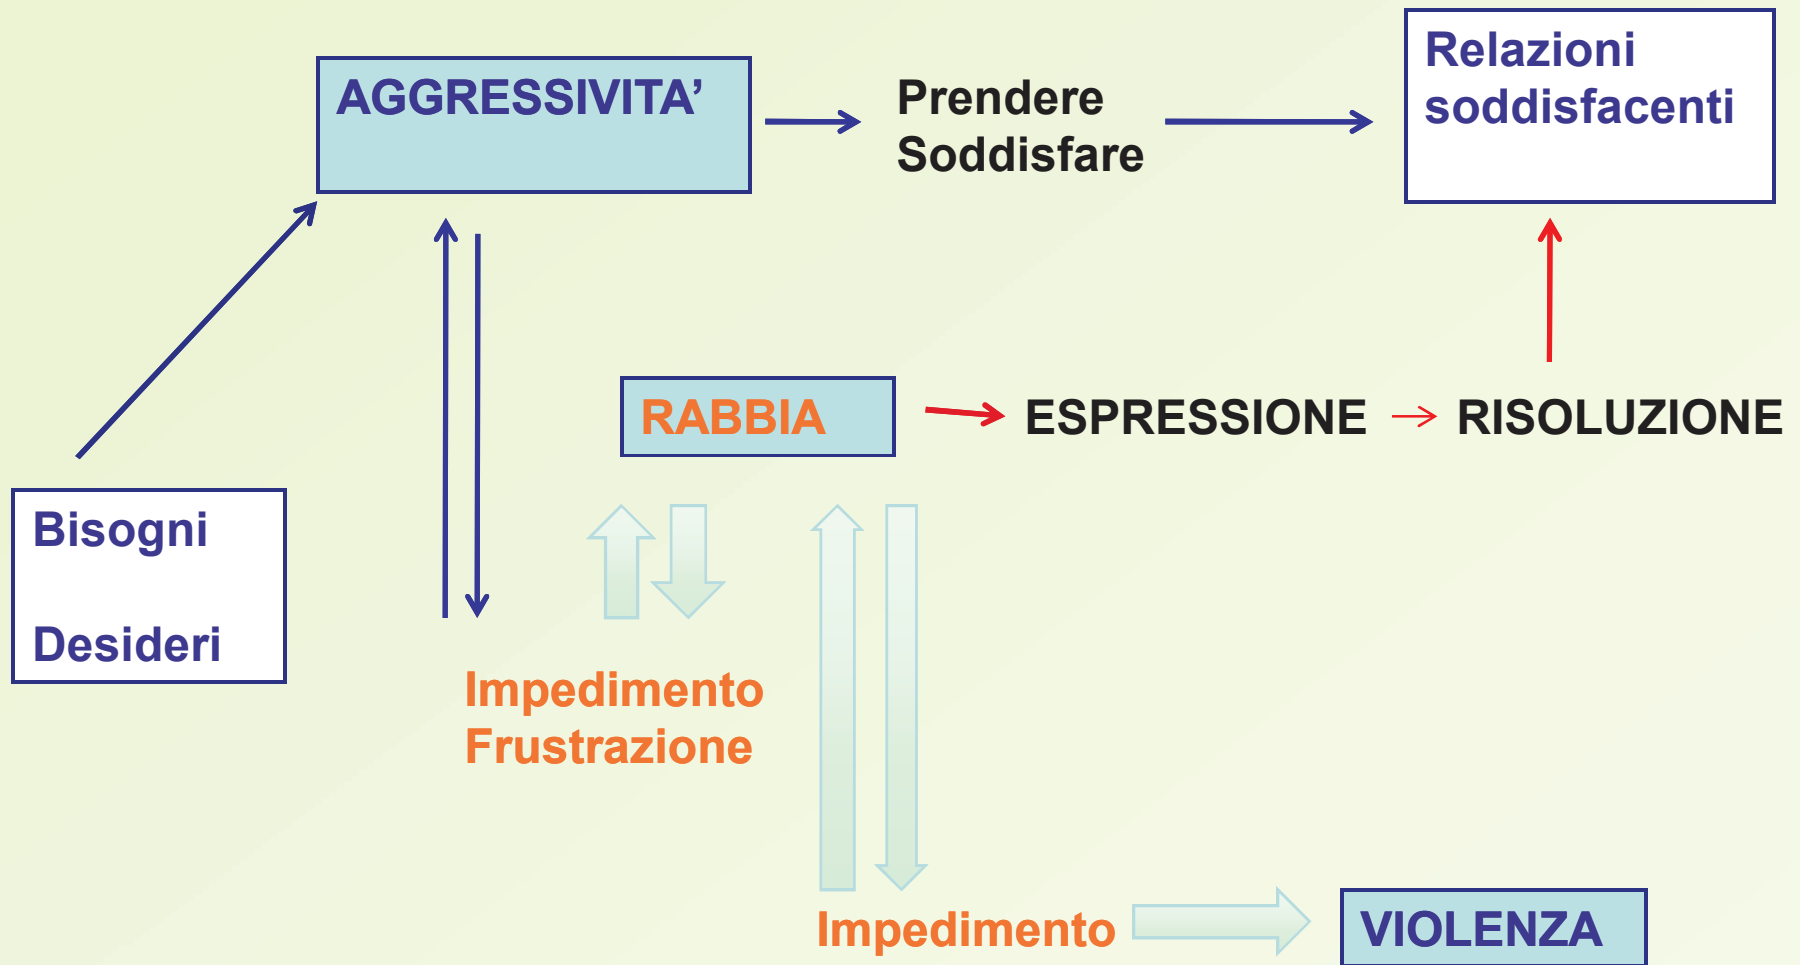 AGGRESSIVITA’
Prendere
Soddisfare
Relazioni
soddisfacenti
RABBIA
ESPRESSIONE
RISOLUZIONE
Bisogni
Desideri
Impedimento
Frustrazione
Impedimento
VIOLENZA